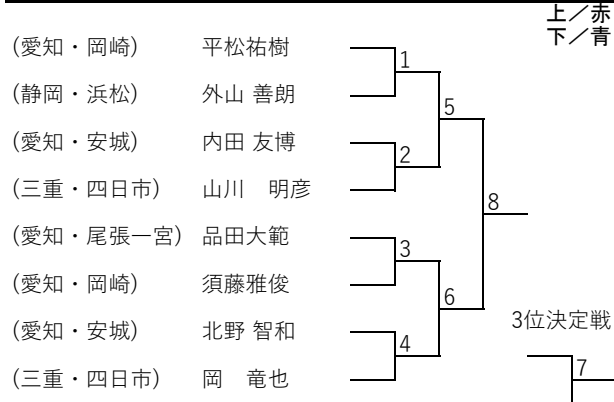 上／赤
下／青
(愛知・岡崎) 平松祐樹
1
(静岡・浜松) 外山 善朗
5
(愛知・安城) 内田 友博
2
(三重・四日市) 山川　明彦
8
(愛知・尾張一宮) 品田大範
3
(愛知・岡崎) 須藤雅俊
6
3位決定戦
(愛知・安城) 北野 智和
4
7
(三重・四日市) 岡　竜也